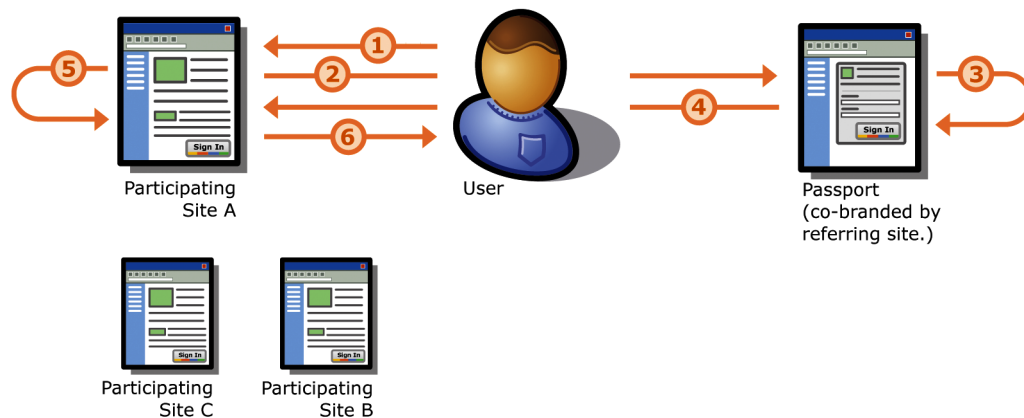 1
5
2
3
4
6
Sign In
Sign In
Participating
Site A
User
Passport
(co-branded by
referring site.)
Sign In
Sign In
Participating
Site C
Participating
Site B